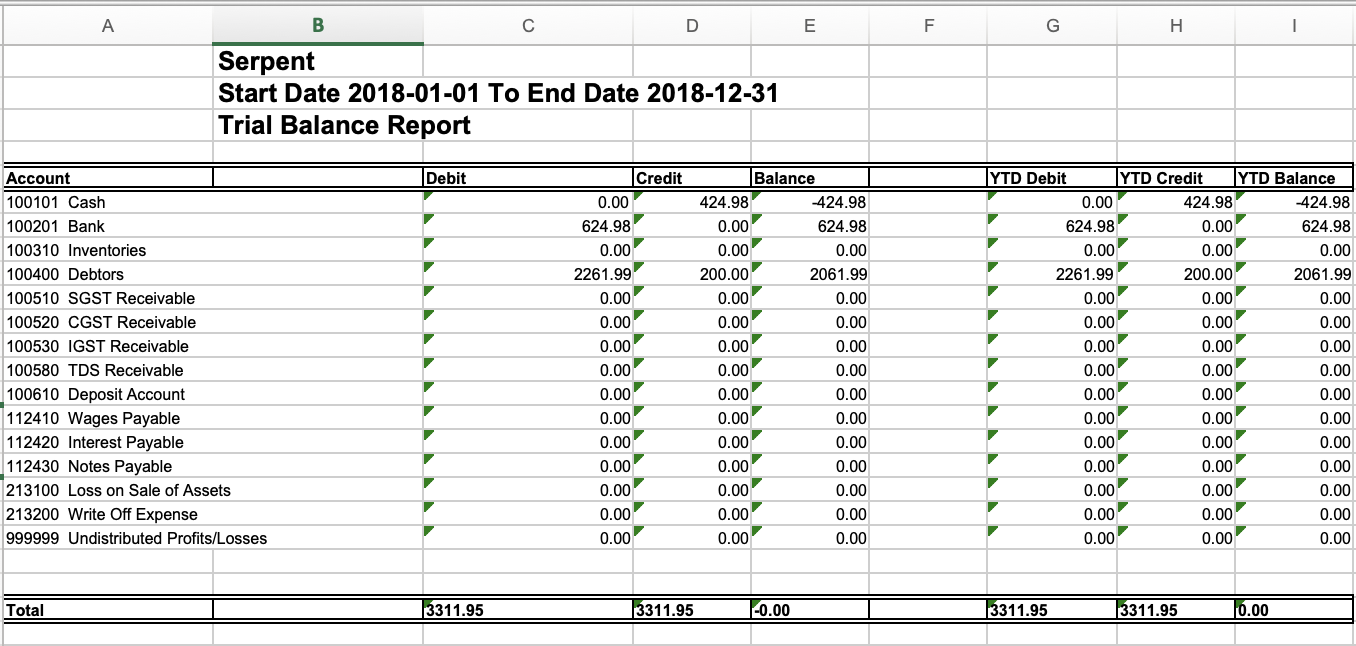 A B C D E F G H I
Serpent
Start Date 2018-01-01 To End Date 2018-12-31
Trial Balance Report
Account Debit Credit Balance YTD Debit YTD Credit YTD Balance
100101 Cash 0.00 424.98 -424.98 0.00 424.98 -424.98
100201 Bank 624.98 0.00 624.98 624.98 0.00 624.98
100310 Inventories 0.00 0.00 0.00 0.00 0.00 0.00
100400 Debtors 2261.99 200.00 2061.99 2261.99 200.00 2061.99
100510 SGST Receivable 0.00 0.00 0.00 0.00 0.00 0.00
100520 CGST Receivable 0.00 0.00 0.00 0.00 0.00 0.00
100530 IGST Receivable 0.00 0.00 0.00 0.00 0.00 0.00
100580 TDS Receivable 0.00 0.00 0.00 0.00 0.00 0.00
100610 Deposit Account 0.00 0.00 0.00 0.00 0.00 0.00
112410 Wages Payable 0.00 0.00 0.00 0.00 0.00 0.00
112420 Interest Payable 0.00 0.00 0.00 0.00 0.00 0.00
112430 Notes Payable 0.00 0.00 0.00 0.00 0.00 0.00
213100 Loss on Sale of Assets 0.00 0.00 0.00 0.00 0.00 0.00
213200 Write Off Expense 0.00 0.00 0.00 0.00 0.00 0.00
999999 Undistributed Profits/Losses 0.00 0.00 0.00 0.00 0.00 0.00
Total 3311.95 3311.95 -0.00 3311.95 3311.95 0.00